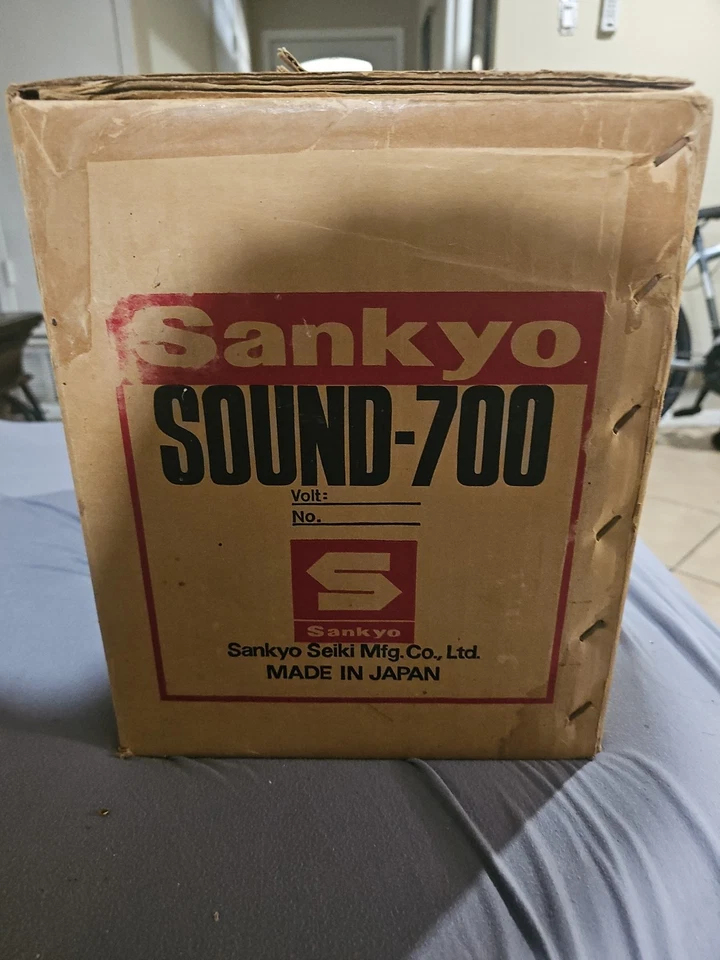 Sankyo
SOUND-700
Volt:
No.
S
Sankyo
Sankyo Seiki Mfg.Co., Ltd.
MADE IN JAPAN